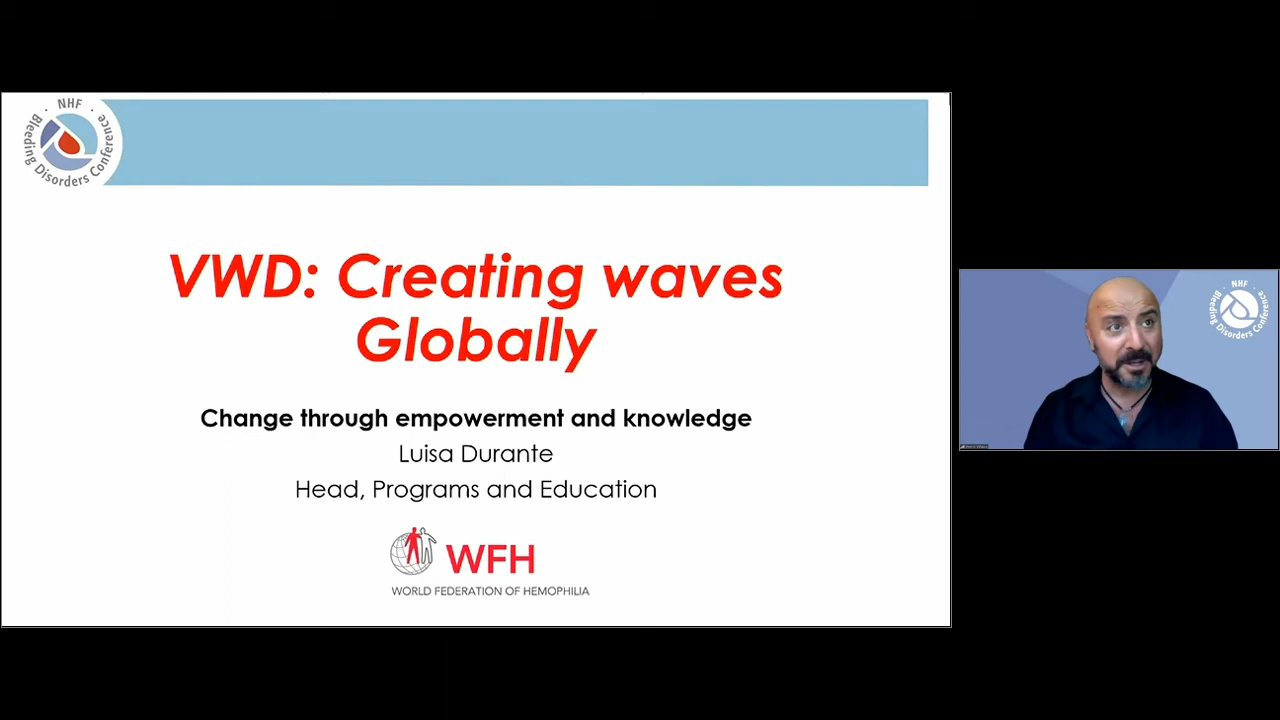 NHF
Bleeding Disorders Conference
VWD: Creating waves
Globally
Change through empowerment and knowledge
Luisa Durante
Head, Programs and Education
WFH
WORLD FEDERATION OF HEMOPHILIA
NHF
Bleeding Disorders Conference